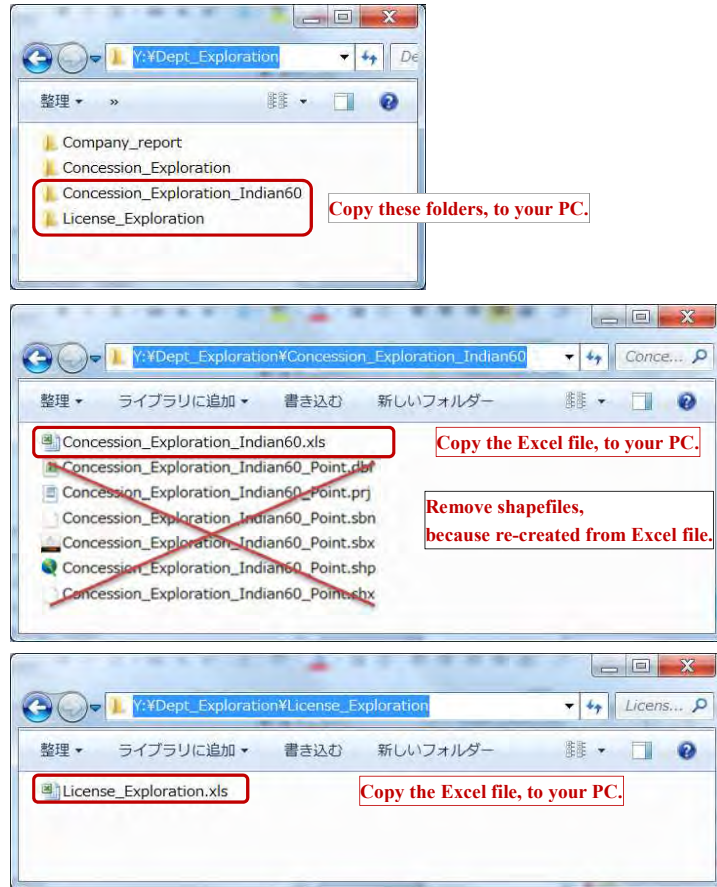 Y:¥Dept_Exploration
De
整理 ▾ »
Company_report
Concession_Exploration
Concession_Exploration_Indian60
License_Exploration
Copy these folders, to your PC.
Y:¥Dept_Exploration¥Concession_Exploration_Indian60
Conce...
整理 ▾ ライブラリに追加 ▾ 書き込む 新しいフォルダー
Concession_Exploration_Indian60.xls
Copy the Excel file, to your PC.
Concession_Exploration_Indian60_Point.dbf
Concession_Exploration_Indian60_Point.prj
Concession_Exploration_Indian60_Point.sbn
Concession_Exploration_Indian60_Point.sbx
Concession_Exploration_Indian60_Point.shp
Concession_Exploration_Indian60_Point.shx
Remove shapefiles,
because re-created from Excel file.
Y:¥Dept_Exploration¥License_Exploration
Licens...
整理 ▾ ライブラリに追加 ▾ 書き込む 新しいフォルダー
License_Exploration.xls
Copy the Excel file, to your PC.